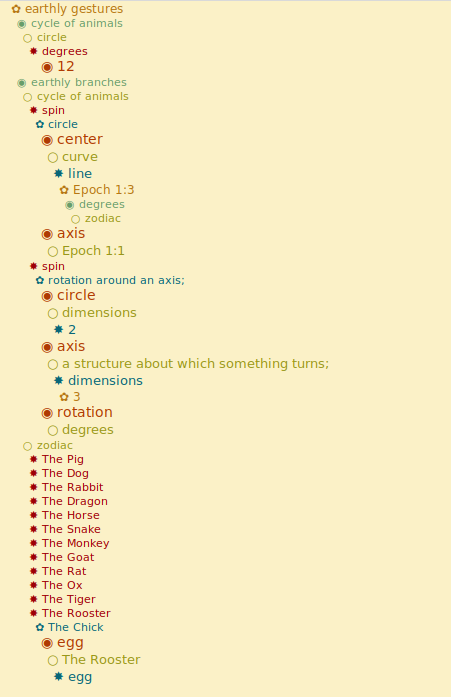 earthly gestures
cycle of animals
circle
degrees
12
earthly branches
cycle of animals
spin
circle
center
curve
line
Epoch 1:3
degrees
zodiac
axis
Epoch 1:1
spin
rotation around an axis;
circle
dimensions
2
axis
a structure about which something turns;
dimensions
3
rotation
degrees
zodiac
The Pig
The Dog
The Rabbit
The Dragon
The Horse
The Snake
The Monkey
The Goat
The Rat
The Ox
The Tiger
The Rooster
The Chick
egg
The Rooster
egg